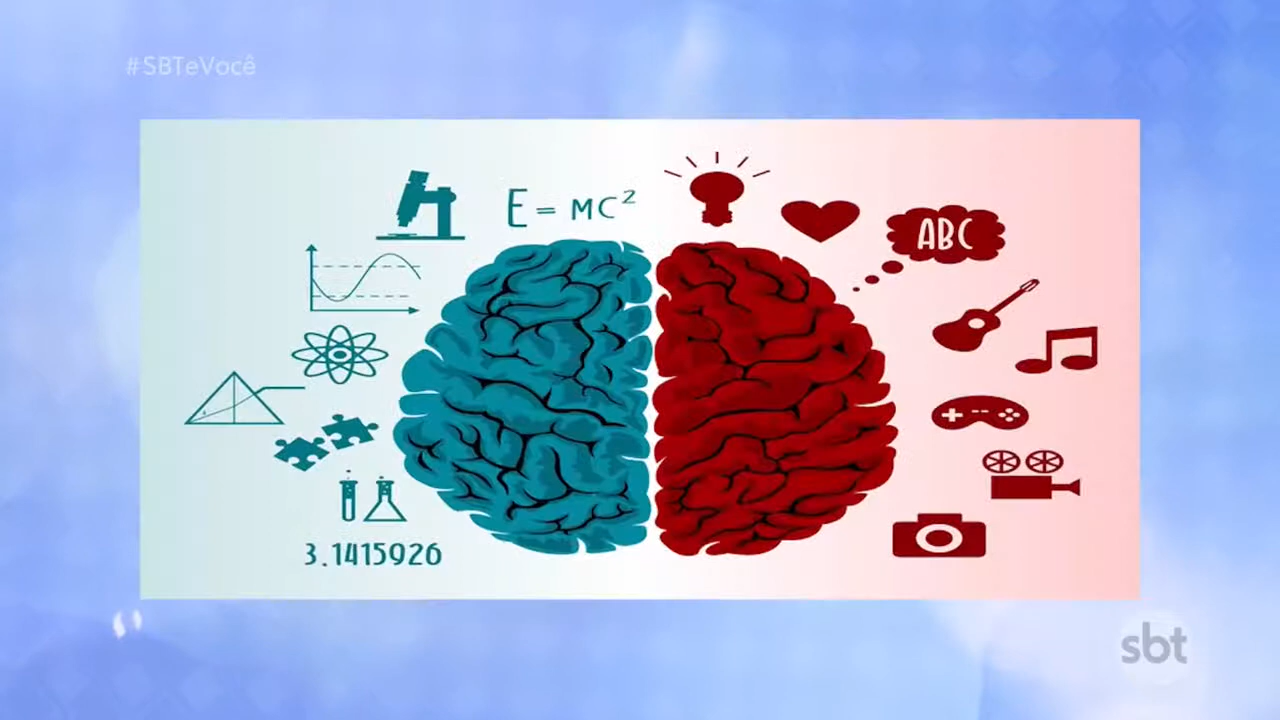 #SBTeVocê
E = MC²
ABC
3.1415926
sbt